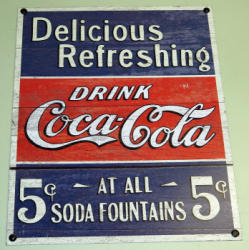 Delicious
Refreshing
DRINK
Coca-Cola
5¢ - AT ALL - 5¢
SODA FOUNTAINS